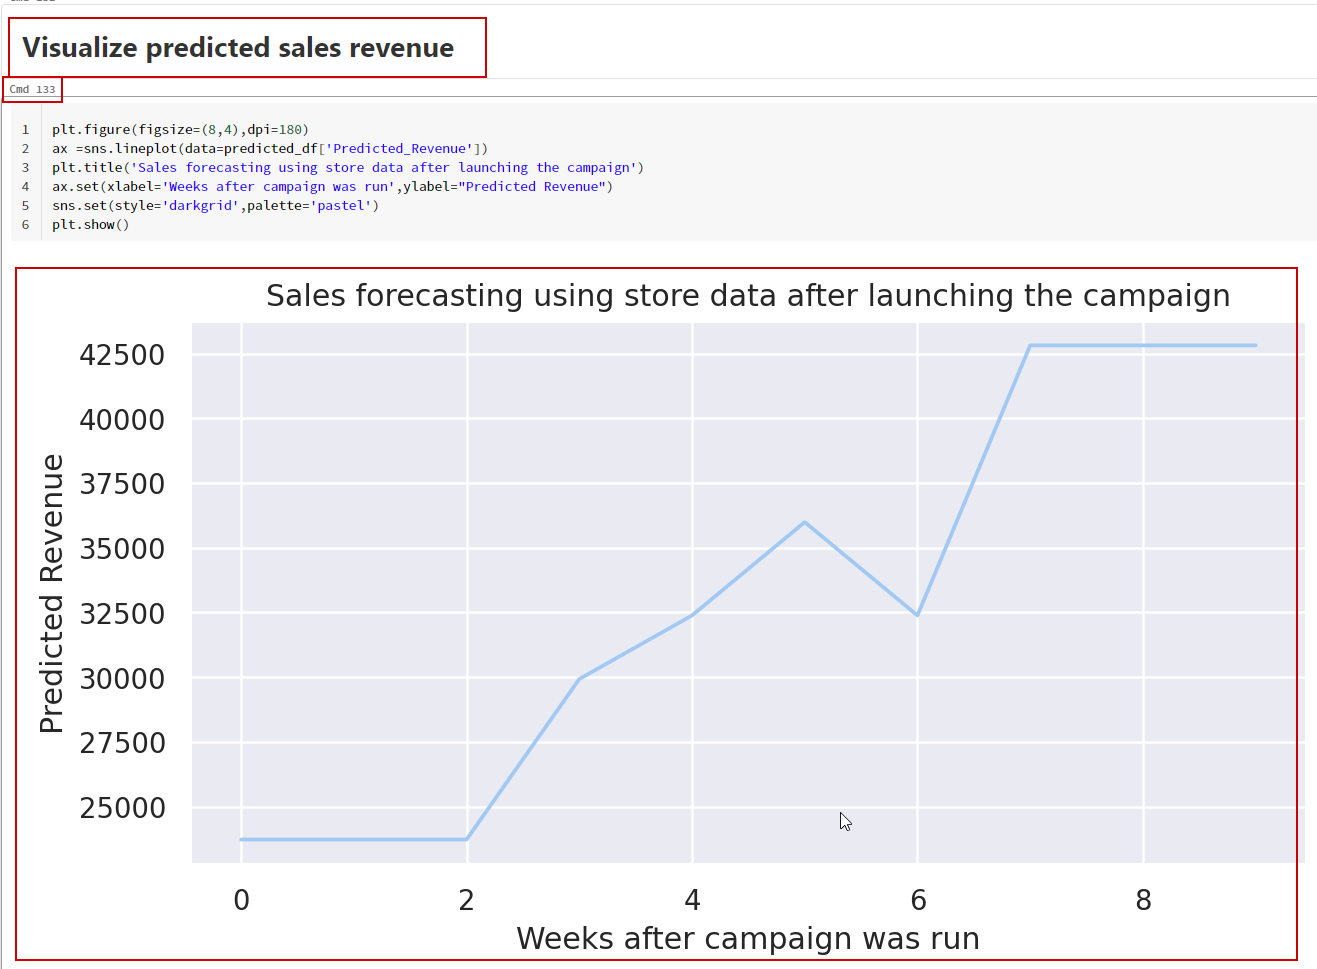 Visualize predicted sales revenue
Cmd 133
1 plt.figure(figsize=(8,4),dpi=180)
2 ax =sns.lineplot(data=predicted_df['Predicted_Revenue'])
3 plt.title('Sales forecasting using store data after launching the campaign')
4 ax.set(xlabel='Weeks after campaign was run',ylabel="Predicted Revenue")
5 sns.set(style='darkgrid',palette='pastel')
6 plt.show()
Sales forecasting using store data after launching the campaign
42500
40000
37500
35000
32500
30000
27500
25000
Predicted Revenue
0 2 4 6 8
Weeks after campaign was run